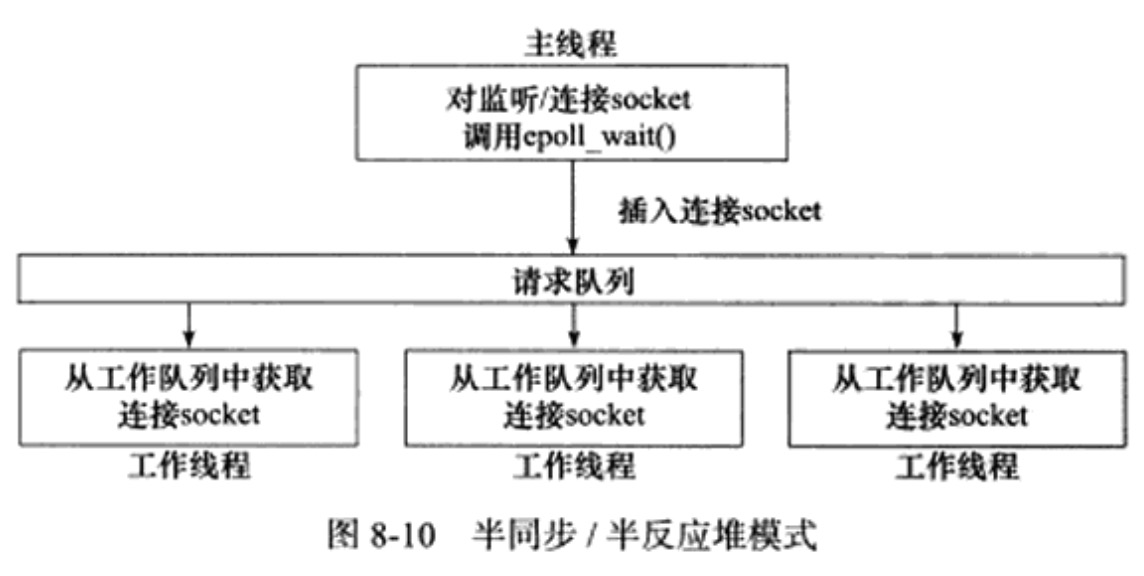 主线程
对监听/连接socket
调用epoll_wait()
插入连接socket
请求队列
从工作队列中获取
连接socket
工作线程
从工作队列中获取
连接socket
工作线程
从工作队列中获取
连接socket
工作线程
图 8-10 半同步 / 半反应堆模式